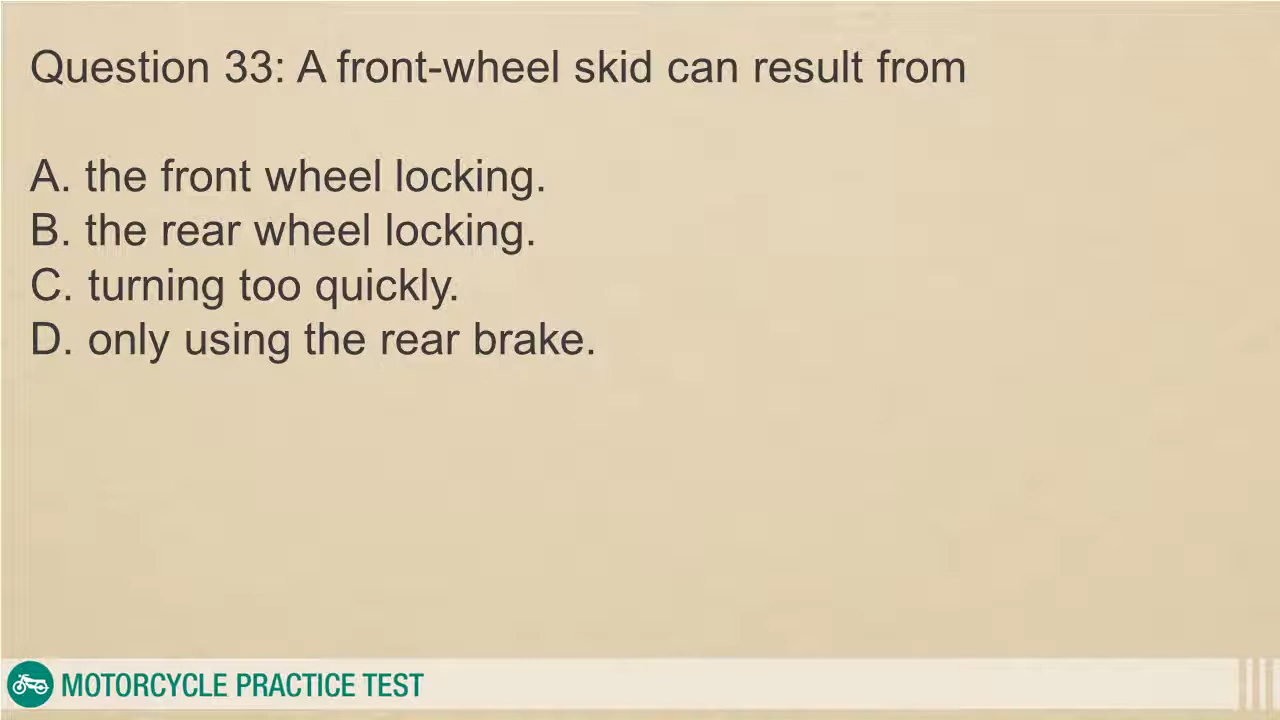 Question 33: A front-wheel skid can result from
A. the front wheel locking.
B. the rear wheel locking.
C. turning too quickly.
D. only using the rear brake.
MOTORCYCLE PRACTICE TEST